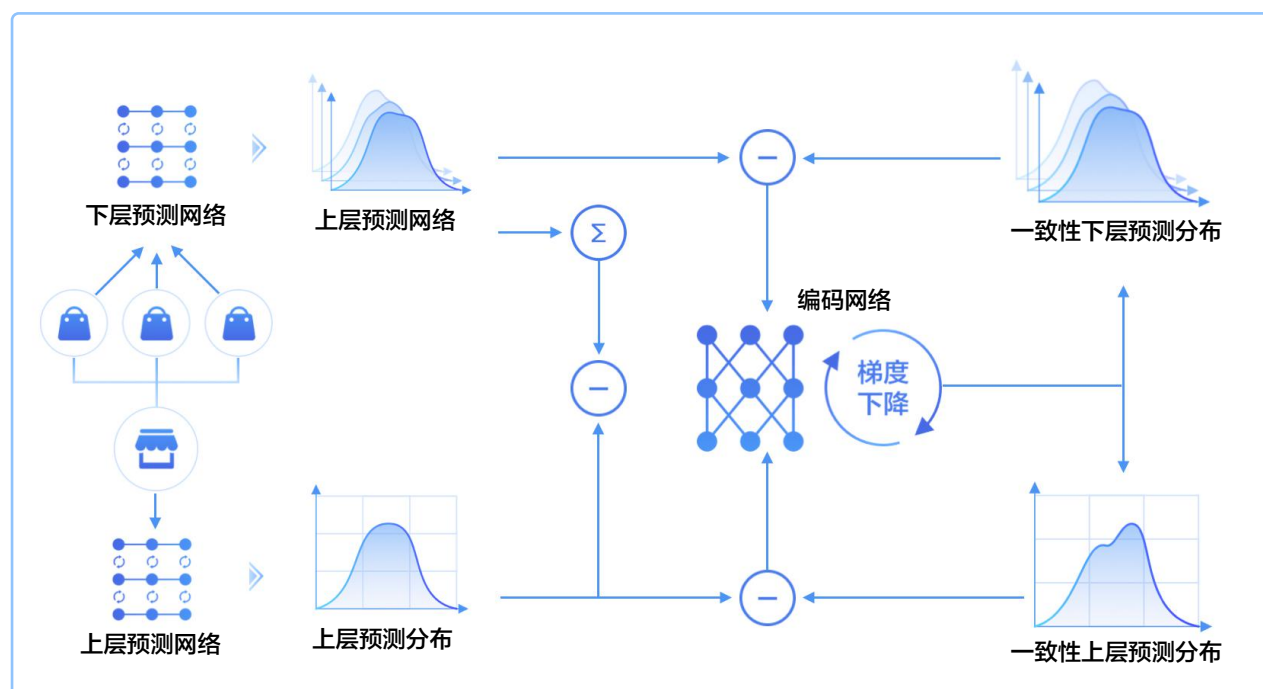 下层预测网络
上层预测网络
Σ
一致性下层预测分布
编码网络
梯度
下降
上层预测网络
上层预测分布
一致性上层预测分布